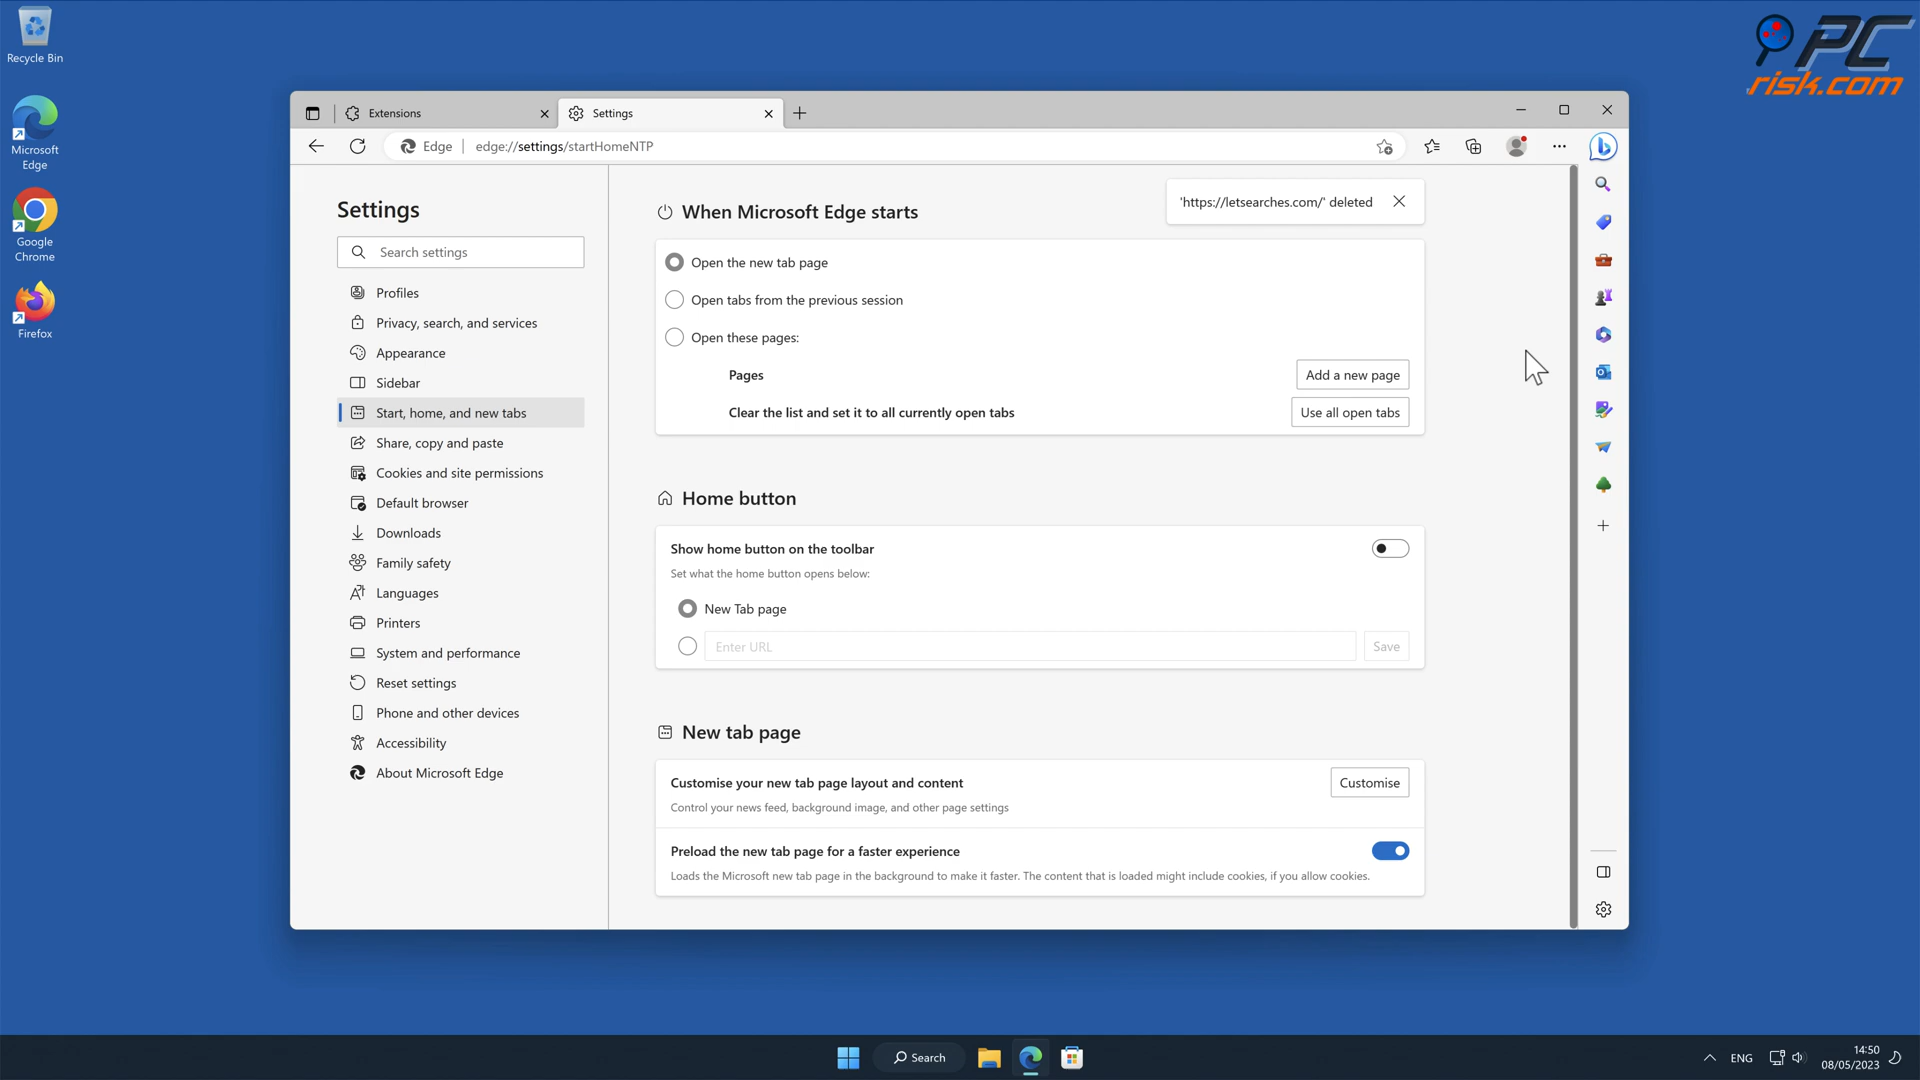 Recycle Bin
Microsoft
Edge
Google
Chrome
Firefox
PC
risk.com
Extensions
Settings
Edge
edge://settings/startHomeNTP
Settings
Search settings
Profiles
Privacy, search, and services
Appearance
Sidebar
Start, home, and new tabs
Share, copy and paste
Cookies and site permissions
Default browser
Downloads
Family safety
Languages
Printers
System and performance
Reset settings
Phone and other devices
Accessibility
About Microsoft Edge
When Microsoft Edge starts
'https://letsearches.com/' deleted
Open the new tab page
Open tabs from the previous session
Open these pages:
Pages
Add a new page
Clear the list and set it to all currently open tabs
Use all open tabs
Home button
Show home button on the toolbar
Set what the home button opens below:
New Tab page
Enter URL
Save
New tab page
Customise your new tab page layout and content
Customise
Control your news feed, background image, and other page settings
Preload the new tab page for a faster experience
Loads the Microsoft new tab page in the background to make it faster. The content that is loaded might include cookies, if you allow cookies.
Search
ENG
14:50
08/05/2023